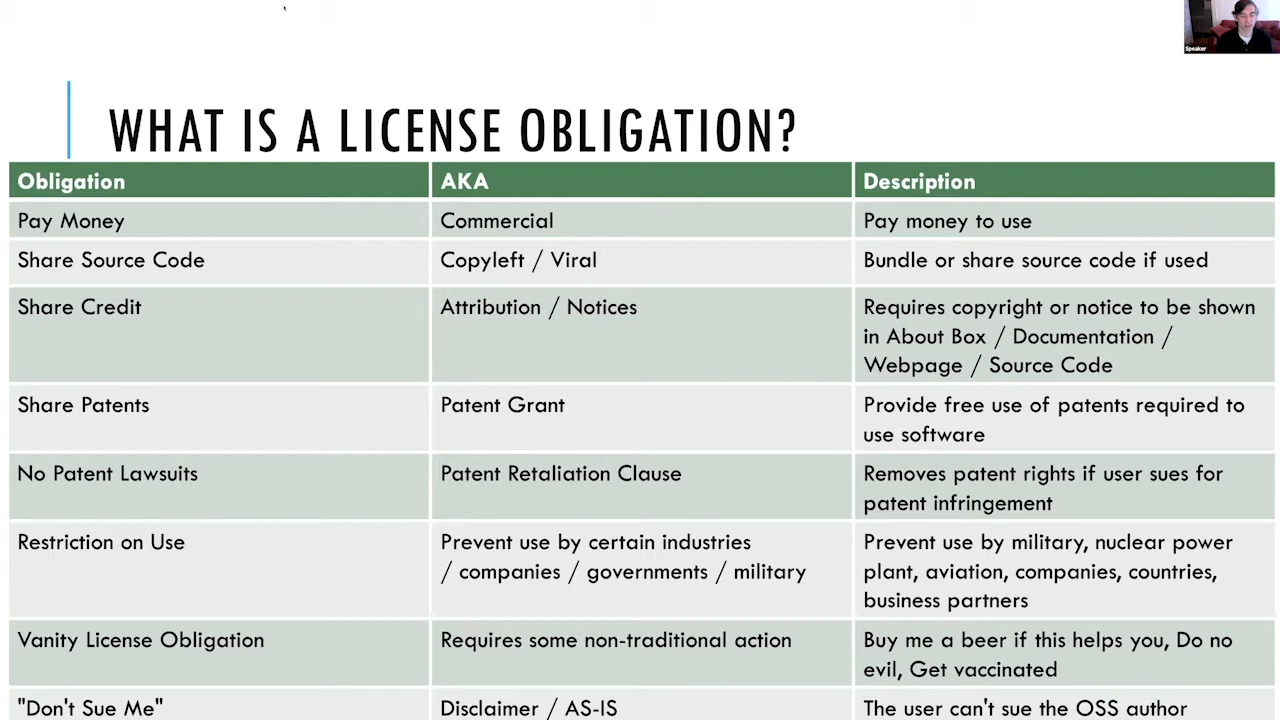 Speaker
WHAT IS A LICENSE OBLIGATION?
Obligation AKA Description
Pay Money Commercial Pay money to use
Share Source Code Copyleft / Viral Bundle or share source code if used
Share Credit Attribution / Notices Requires copyright or notice to be shown
in About Box / Documentation /
Webpage / Source Code
Share Patents Patent Grant Provide free use of patents required to
use software
No Patent Lawsuits Patent Retaliation Clause Removes patent rights if user sues for
patent infringement
Restriction on Use Prevent use by certain industries Prevent use by military, nuclear power
/ companies / governments / military plant, aviation, companies, countries,
business partners
Vanity License Obligation Requires some non-traditional action Buy me a beer if this helps you, Do no
evil, Get vaccinated
"Don't Sue Me" Disclaimer / AS-IS The user can't sue the OSS author